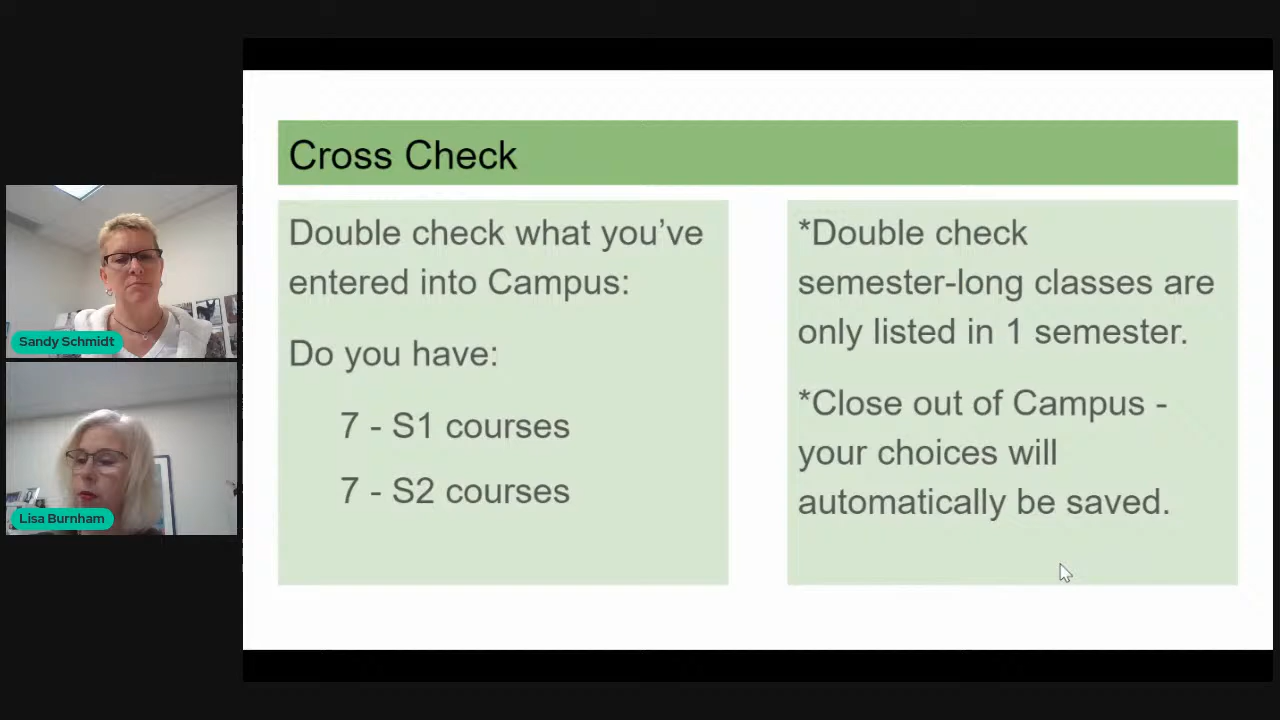 Cross Check
Double check what you’ve
entered into Campus:
Do you have:
7 - S1 courses
7 - S2 courses
*Double check
semester-long classes are
only listed in 1 semester.
*Close out of Campus -
your choices will
automatically be saved.
Sandy Schmidt
Lisa Burnham